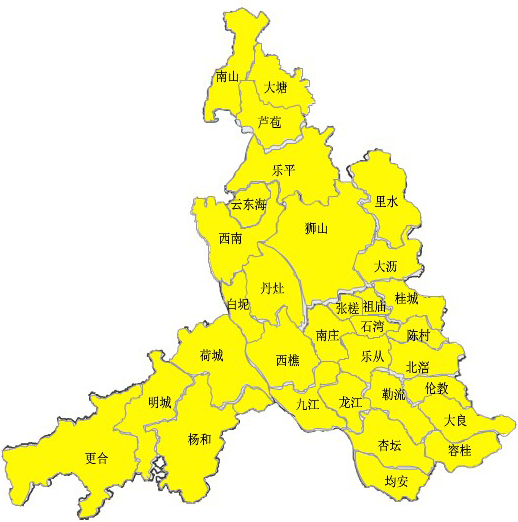 南山
大塘
芦苞
乐平
云东海
里水
狮山
西南
大沥
丹灶
白坭
张槎
祖庙
桂城
石湾
南庄
陈村
荷城
西樵
乐从
北滘
明城
九江
龙江
勒流
伦教
大良
杨和
杏坛
容桂
更合
均安